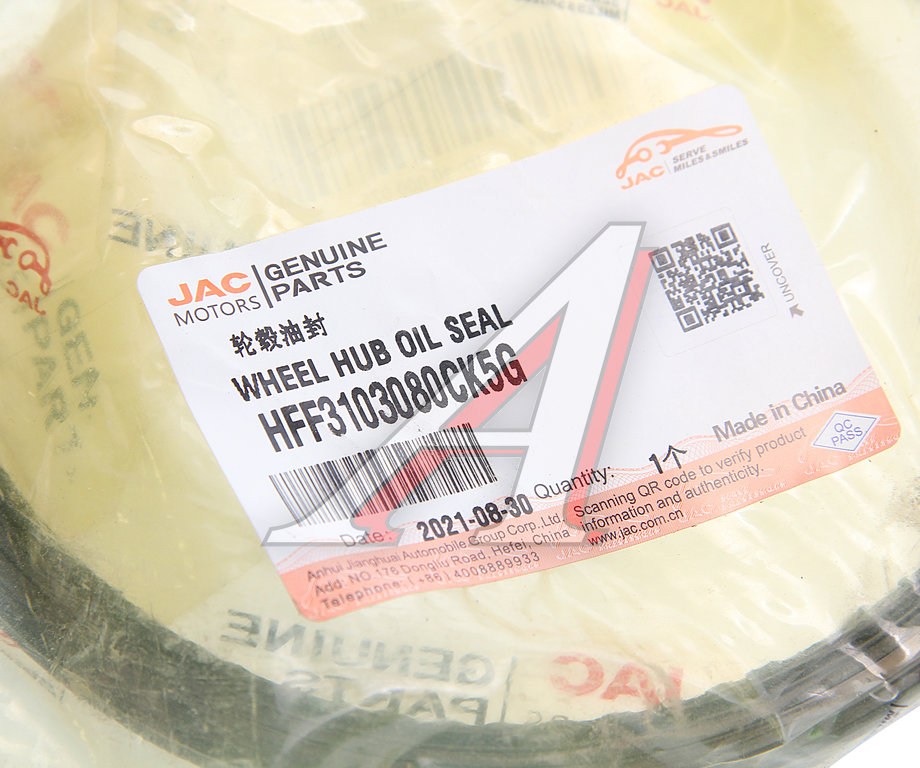 JAC
SERVE
MILES&SMILES
JAC
MOTORS
GENUINE
PARTS
UNCOVER
轮毂油封
WHEEL HUB OIL SEAL
HFF3103080CK5G
Made in China
QC
PASS
Date: 2021-08-30
Quantity: 1个
Anhui Jianghuai Automobile Group Corp.,Ltd.
Add: NO.176 Dongliu Road, Hefei, China
Telephone: (+86)4008889933
Scanning QR code to verify product
information and authenticity.
www.jac.com.cn
JAC
GENUINE
PARTS